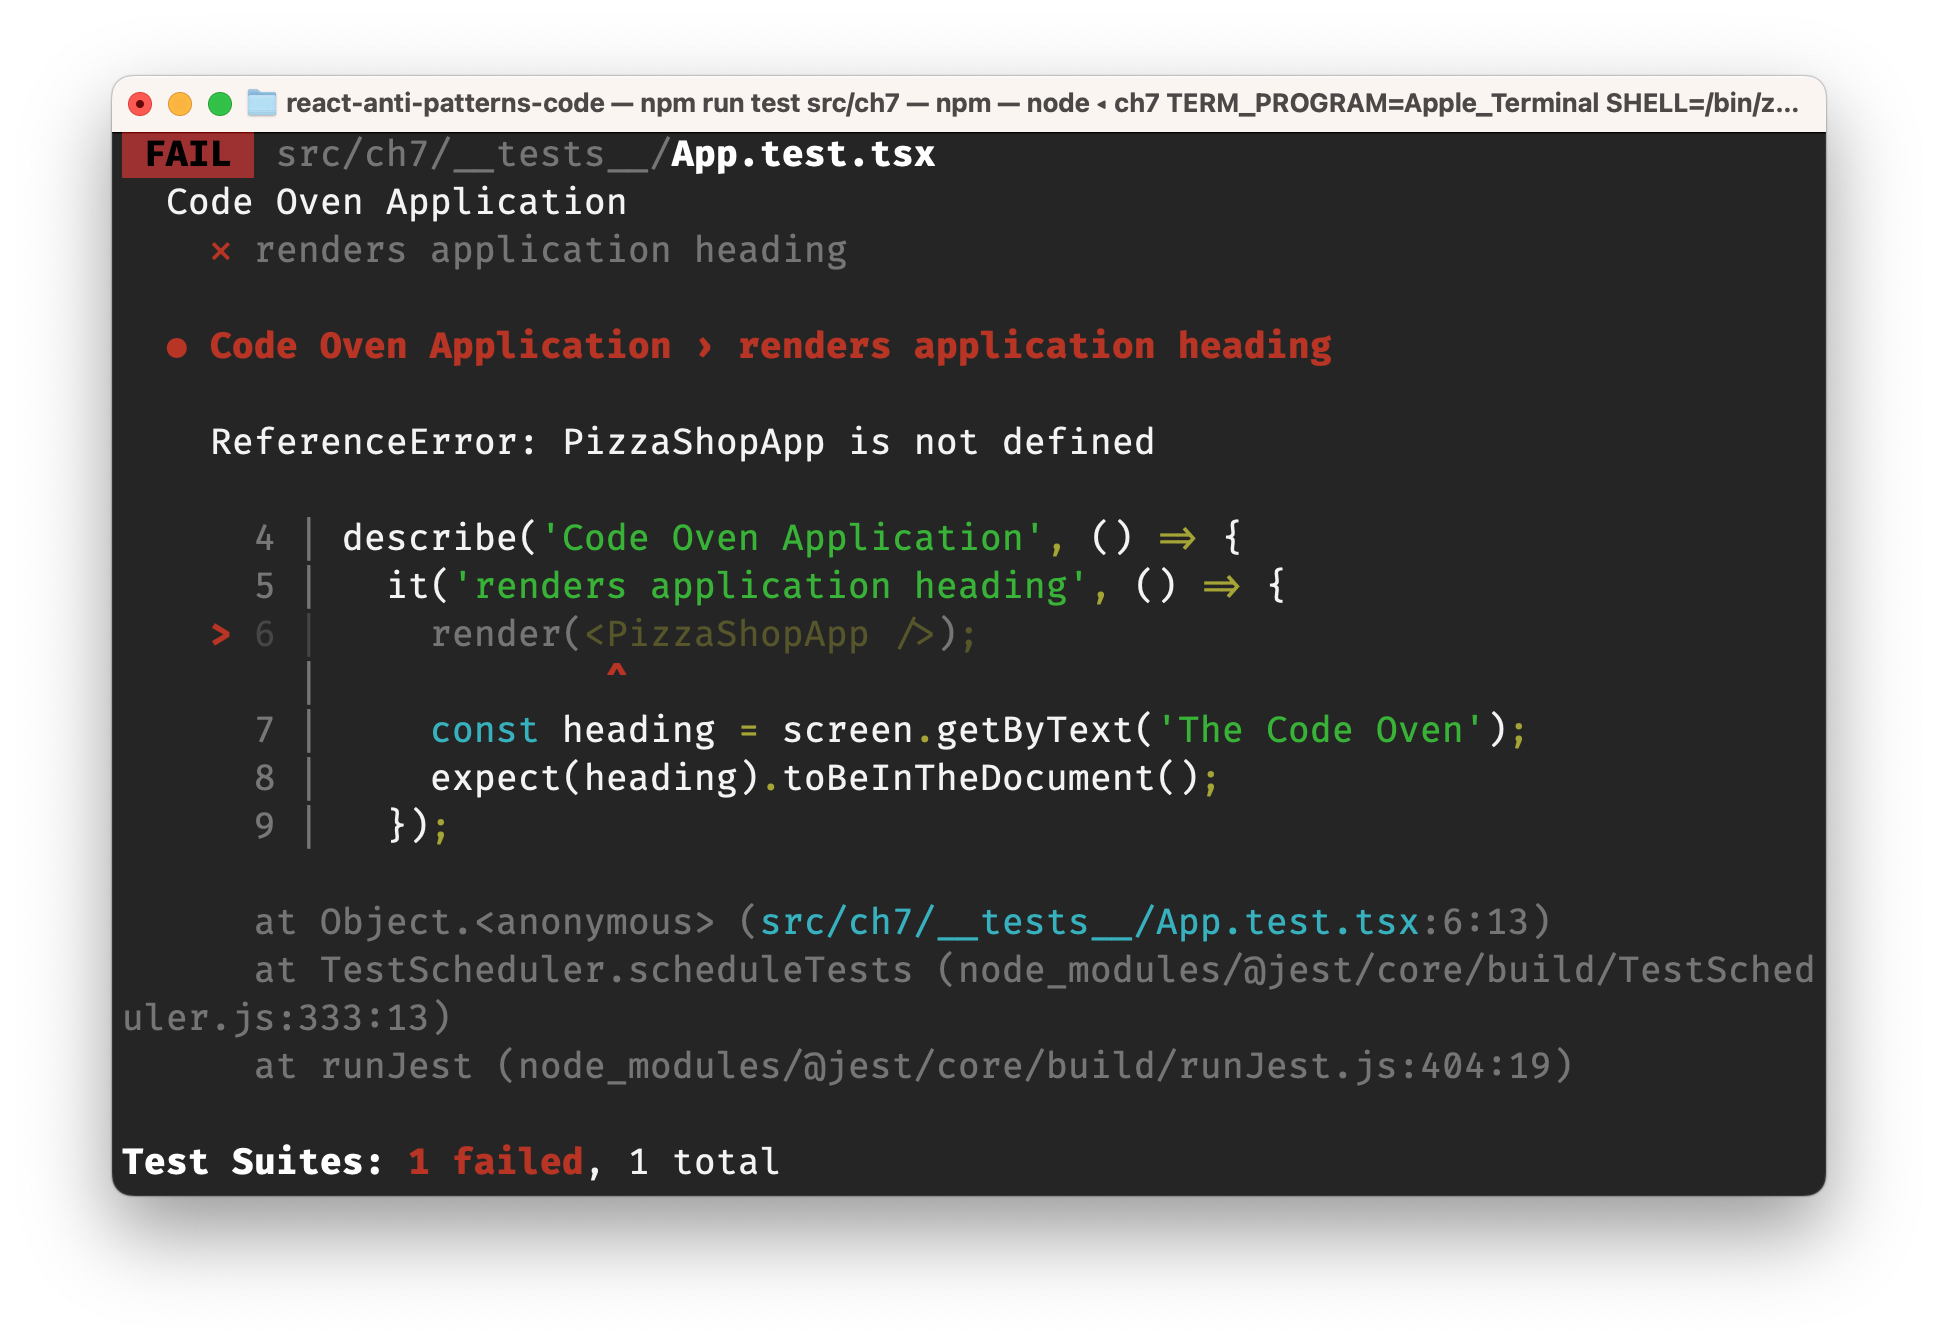 react-anti-patterns-code — npm run test src/ch7 — npm — node ◂ ch7 TERM_PROGRAM=Apple_Terminal SHELL=/bin/z...
FAIL src/ch7/__tests__/App.test.tsx
Code Oven Application
✕ renders application heading
● Code Oven Application › renders application heading
ReferenceError: PizzaShopApp is not defined
4 | describe('Code Oven Application', () => {
5 |   it('renders application heading', () => {
> 6 |     render(<PizzaShopApp />);
|             ^
7 |     const heading = screen.getByText('The Code Oven');
8 |     expect(heading).toBeInTheDocument();
9 |   });
at Object.<anonymous> (src/ch7/__tests__/App.test.tsx:6:13)
at TestScheduler.scheduleTests (node_modules/@jest/core/build/TestSched
uler.js:333:13)
at runJest (node_modules/@jest/core/build/runJest.js:404:19)
Test Suites: 1 failed, 1 total